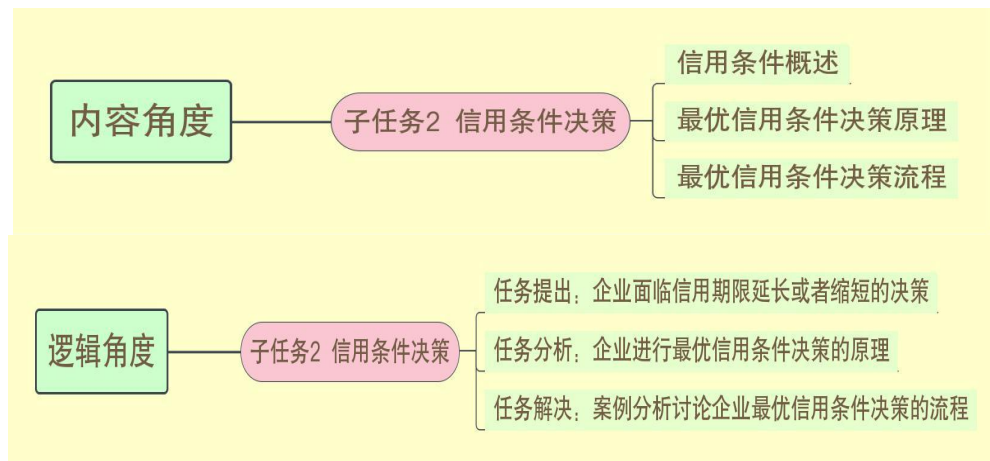 内容角度
子任务2 信用条件决策
信用条件概述
最优信用条件决策原理
最优信用条件决策流程
逻辑角度
子任务2 信用条件决策
任务提出：企业面临信用期限延长或者缩短的决策
任务分析：企业进行最优信用条件决策的原理
任务解决：案例分析讨论企业最优信用条件决策的流程